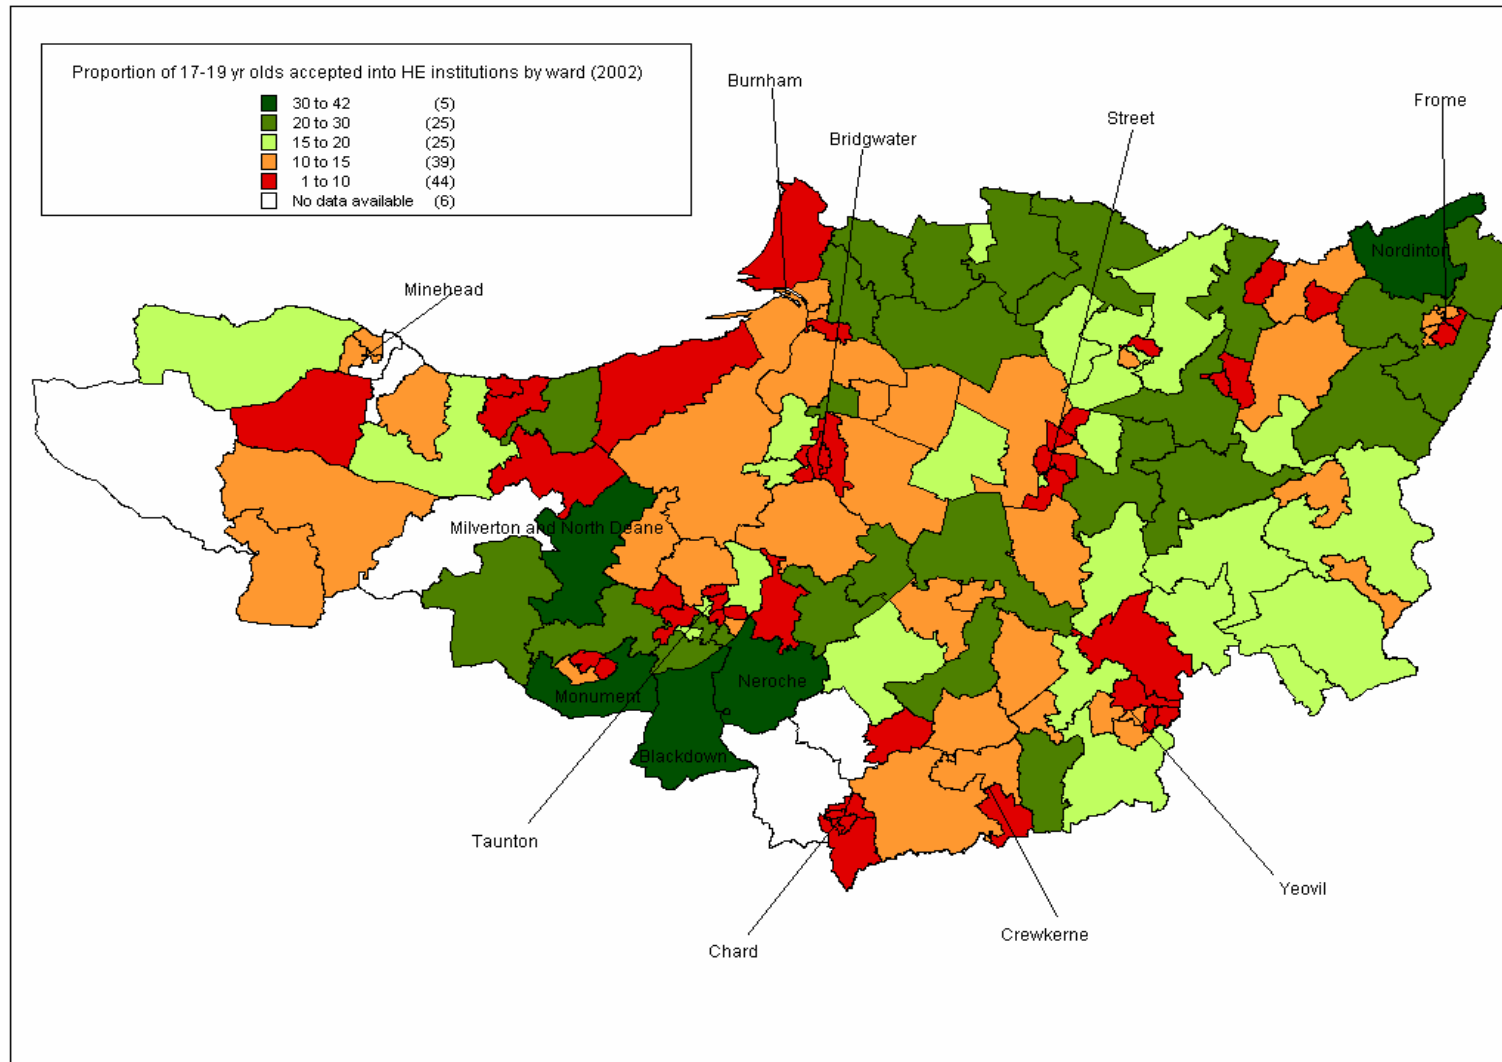 Proportion of 17-19 yr olds accepted into HE institutions by ward (2002)
30 to 42 (5)
20 to 30 (25)
15 to 20 (25)
10 to 15 (39)
1 to 10 (44)
No data available (6)
Burnham
Bridgwater
Street
Frome
Nordinton
Minehead
Milverton and North Deane
Monument
Neroche
Blackdown
Taunton
Chard
Crewkerne
Yeovil